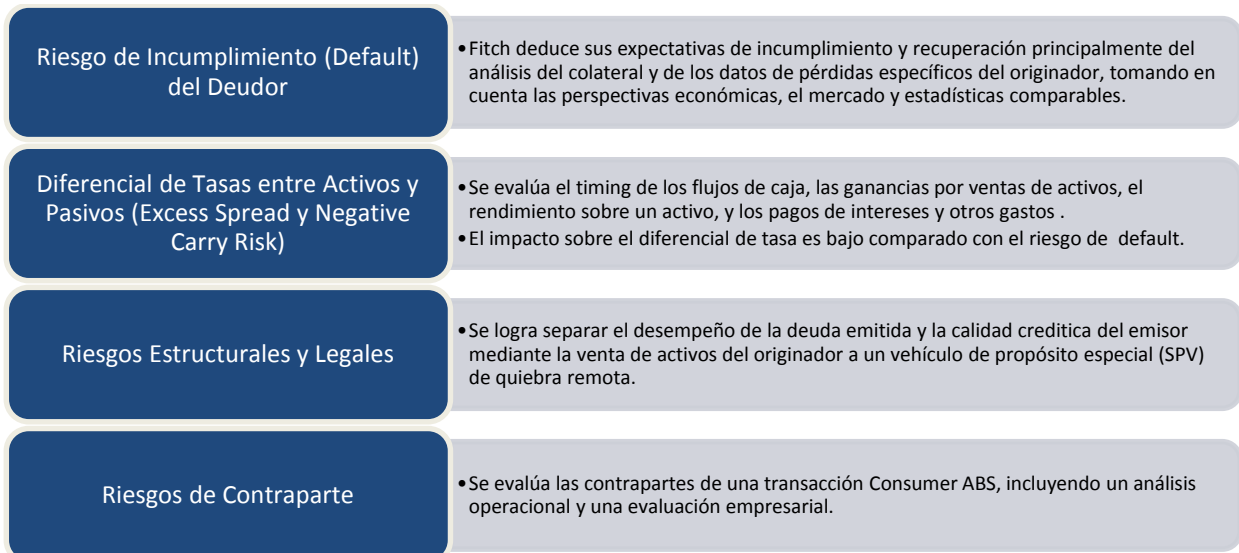 Riesgo de Incumplimiento (Default)
del Deudor
•Fitch deduce sus expectativas de incumplimiento y recuperación principalmente del
análisis del colateral y de los datos de pérdidas específicos del originador, tomando en
cuenta las perspectivas económicas, el mercado y estadísticas comparables.
Diferencial de Tasas entre Activos y
Pasivos (Excess Spread y Negative
Carry Risk)
•Se evalúa el timing de los flujos de caja, las ganancias por ventas de activos, el
rendimiento sobre un activo, y los pagos de intereses y otros gastos .
•El impacto sobre el diferencial de tasa es bajo comparado con el riesgo de default.
Riesgos Estructurales y Legales
•Se logra separar el desempeño de la deuda emitida y la calidad creditica del emisor
mediante la venta de activos del originador a un vehículo de propósito especial (SPV)
de quiebra remota.
Riesgos de Contraparte
•Se evalúa las contrapartes de una transacción Consumer ABS, incluyendo un análisis
operacional y una evaluación empresarial.